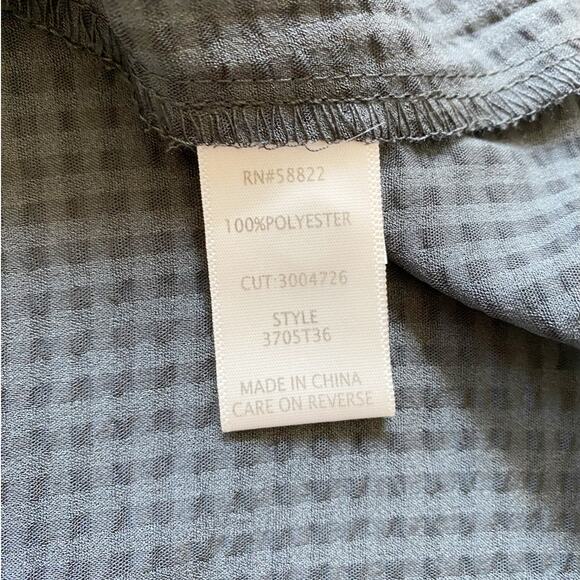 RN#58822
100%POLYESTER
CUT:3004726
STYLE
3705T36
MADE IN CHINA
CARE ON REVERSE